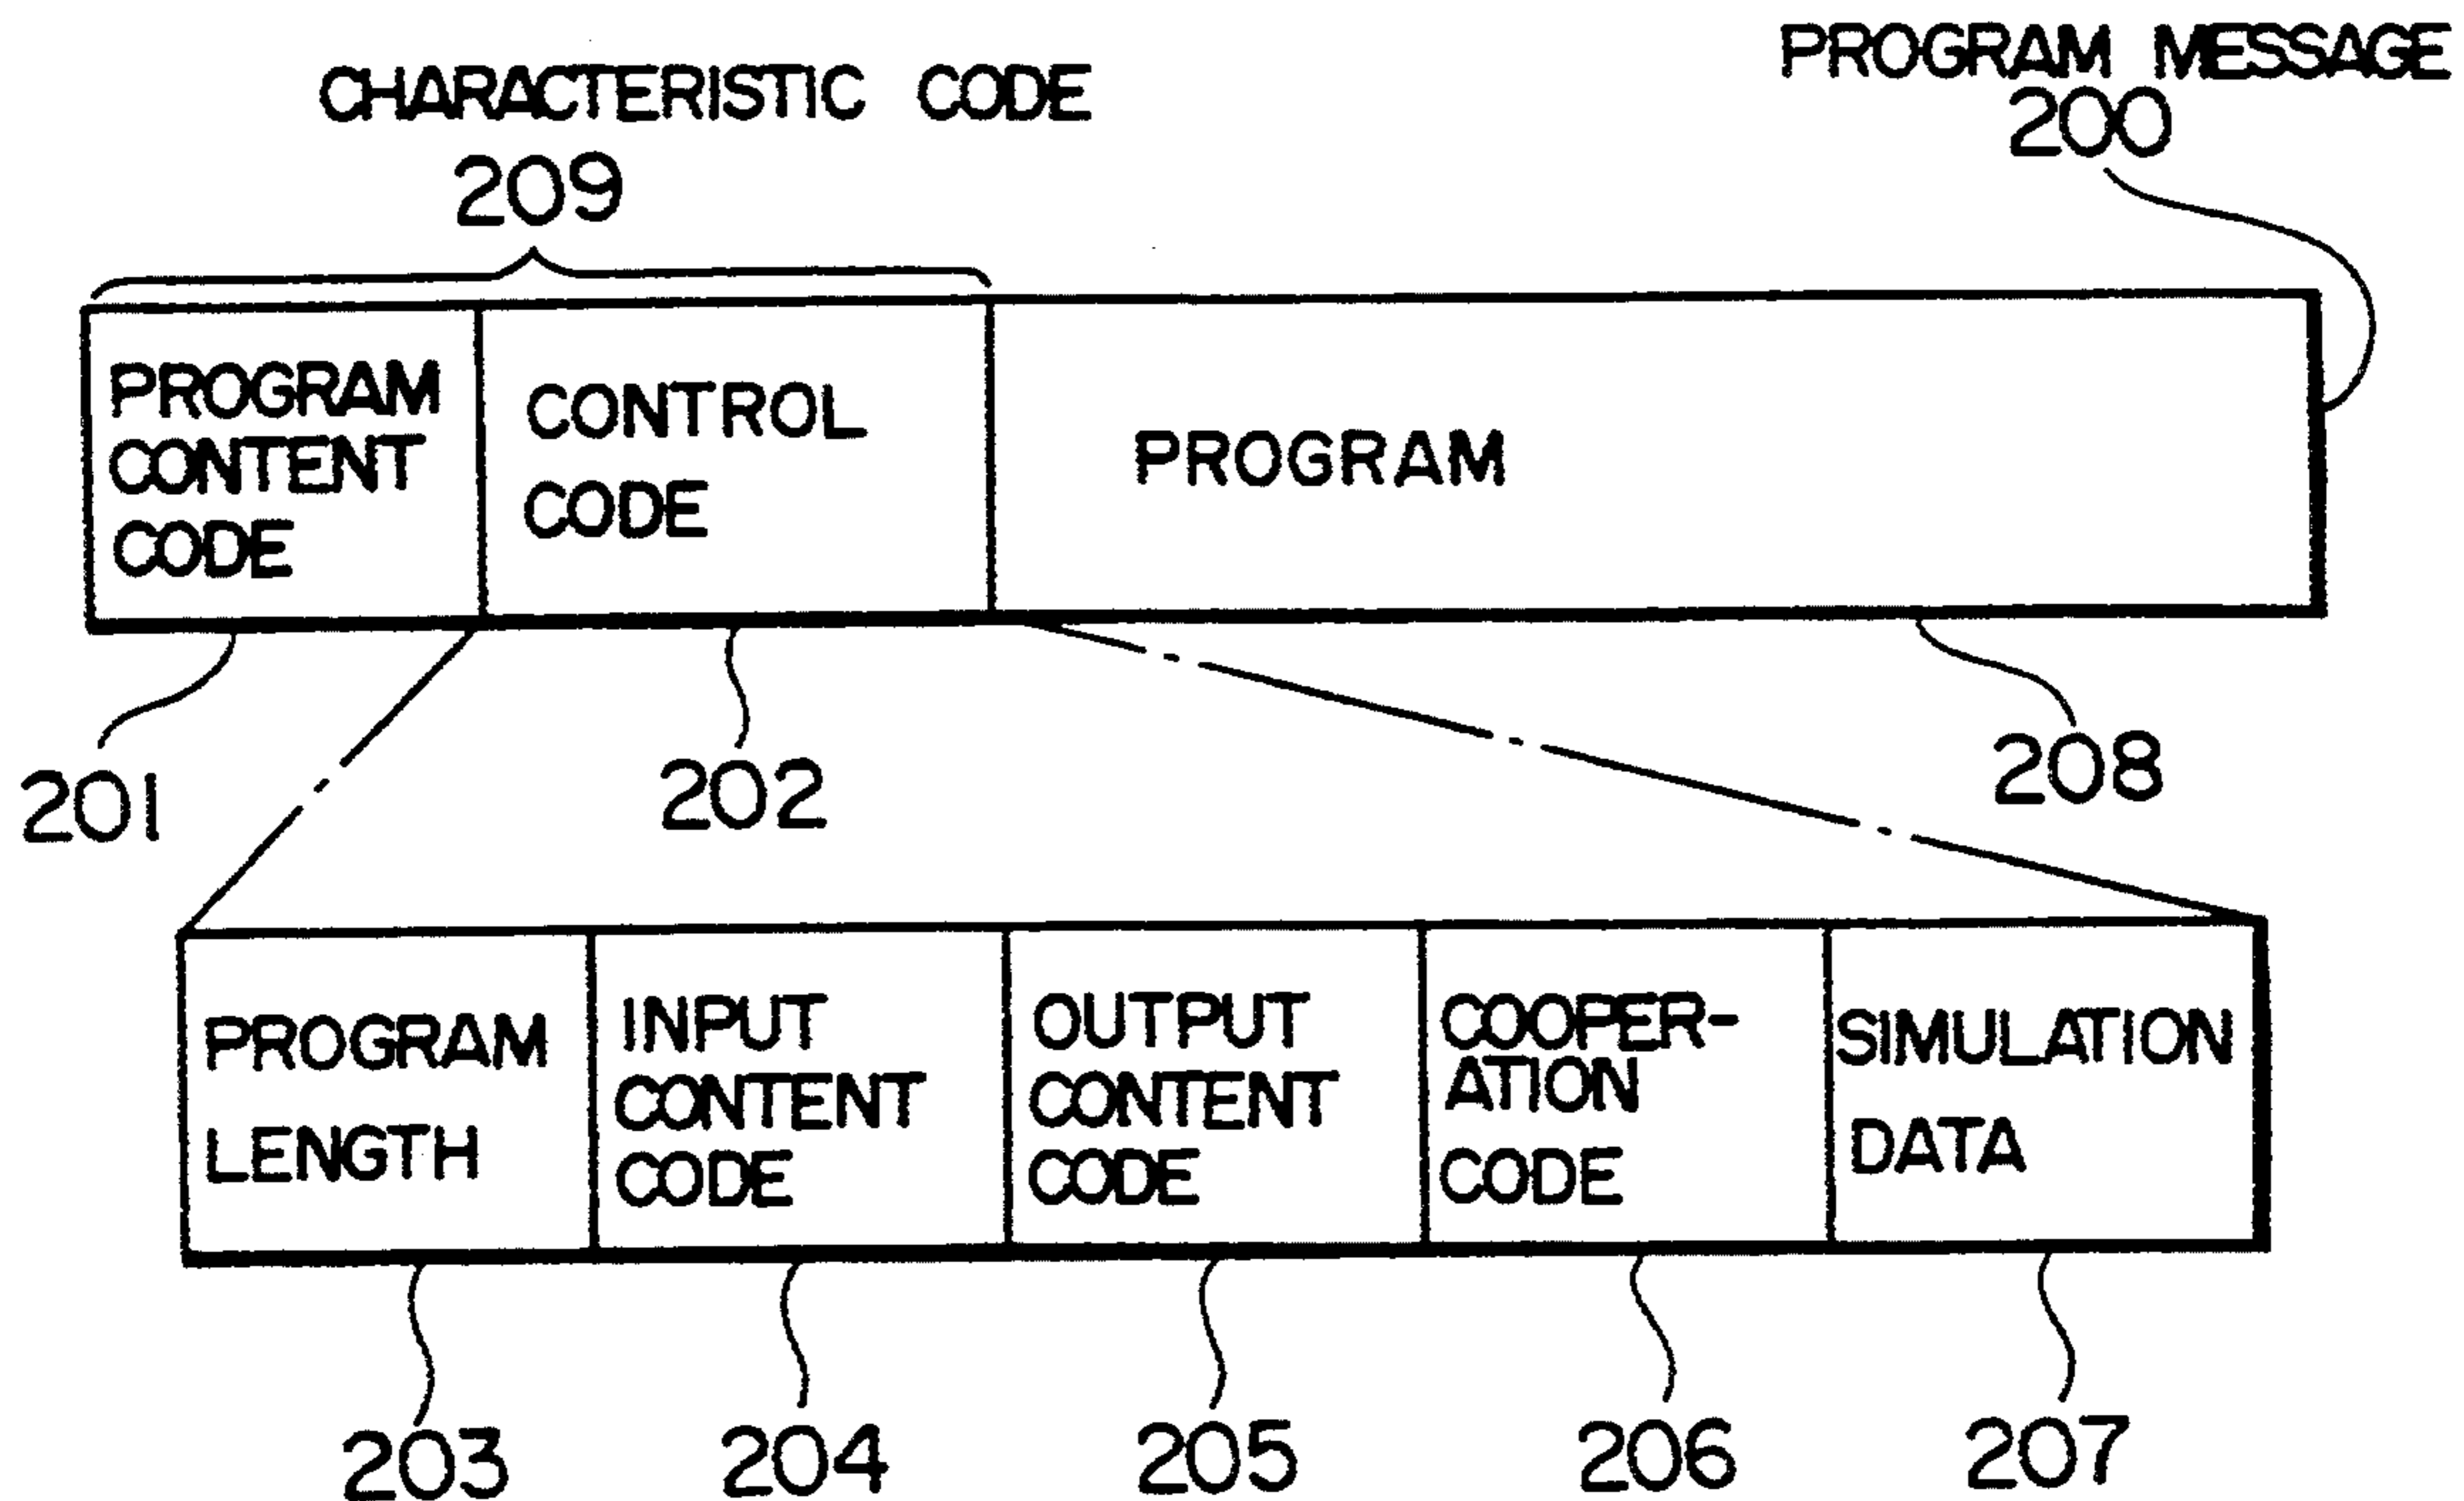 PROGRAM MESSAGE
200
CHARACTERISTIC CODE
209
PROGRAM
CONTENT
CODE
CONTROL
CODE
PROGRAM
201
202
208
PROGRAM
LENGTH
INPUT
CONTENT
CODE
OUTPUT
CONTENT
CODE
COOPER-
ATION
CODE
SIMULATION
DATA
203
204
205
206
207